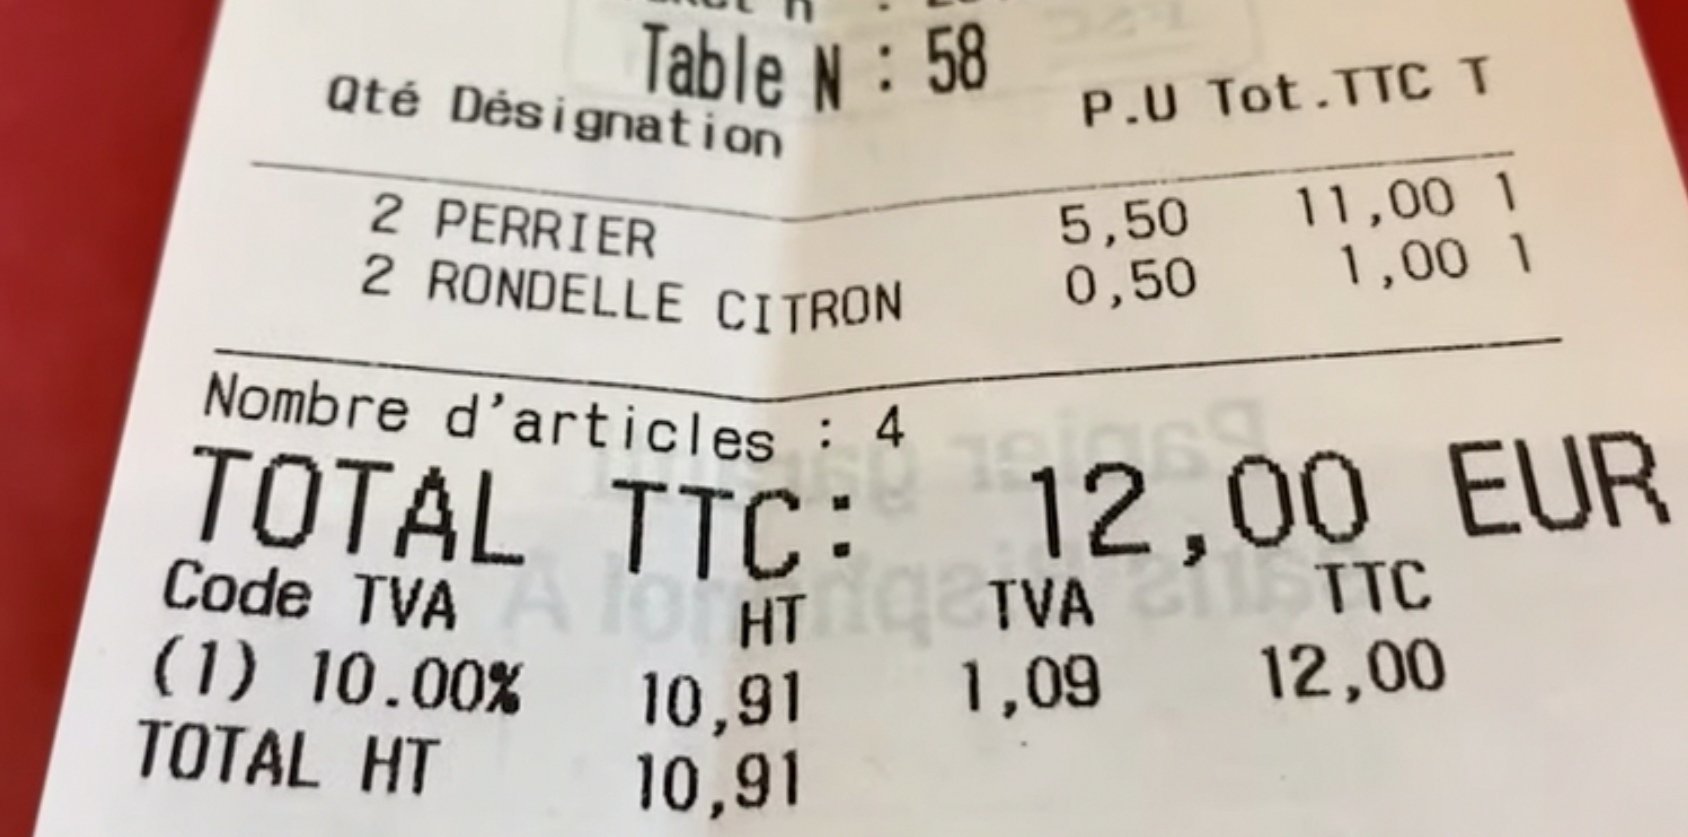 Table N : 58
Qté Désignation P.U Tot.TTC T
2 PERRIER 5,50 11,00 1
2 RONDELLE CITRON 0,50 1,00 1
Nombre d'articles : 4
TOTAL TTC: 12,00 EUR
Code TVA HT TVA TTC
(1) 10.00% 10,91 1,09 12,00
TOTAL HT 10,91